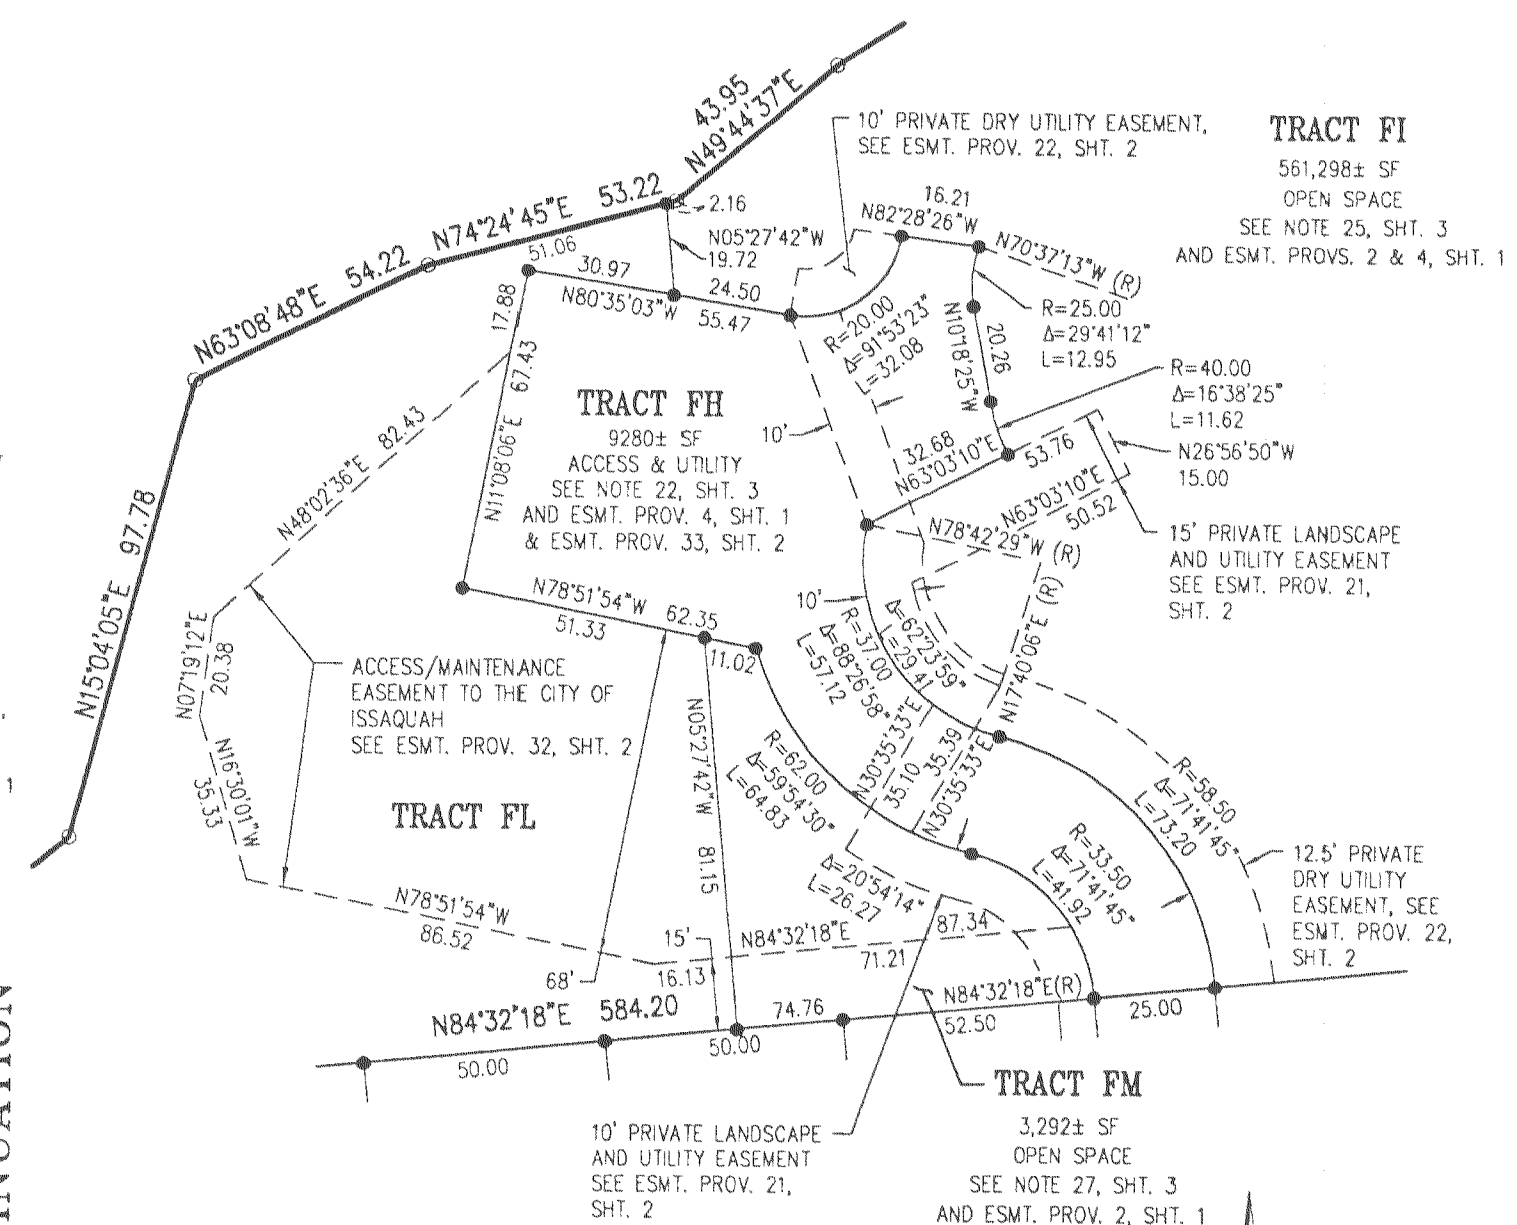 43.95
N49°44'37"E
10' PRIVATE DRY UTILITY EASEMENT,
SEE ESMT. PROV. 22, SHT. 2
TRACT FI
561,298± SF
OPEN SPACE
SEE NOTE 25, SHT. 3
AND ESMT. PROVS. 2 & 4, SHT. 1
N74°24'45"E 53.22
51.06
2.16
N05°27'42"W
19.72
16.21
N82°28'26"W
N70°37'13"W (R)
N63°08'48"E 54.22
30.97
N80°35'03"W
24.50
55.47
R=20.00
Δ=91°53'23"
L=32.08
R=25.00
Δ=29°41'12"
L=12.95
20.26
N10°18'25"W
R=40.00
Δ=16°38'25"
L=11.62
17.88
N11°08'06"E 67.43
TRACT FH
9280± SF
ACCESS & UTILITY
SEE NOTE 22, SHT. 3
AND ESMT. PROV. 4, SHT. 1
& ESMT. PROV. 33, SHT. 2
10'
32.68
N63°03'10"E
53.76
N26°56'50"W
15.00
N63°03'10"E
50.52
N78°42'29"W (R)
15' PRIVATE LANDSCAPE
AND UTILITY EASEMENT
SEE ESMT. PROV. 21,
SHT. 2
N48°02'36"E 82.43
N15°04'05"E 97.78
N07°19'12"E
20.38
N16°30'01"W
35.33
ACCESS/MAINTENANCE
EASEMENT TO THE CITY OF
ISSAQUAH
SEE ESMT. PROV. 32, SHT. 2
N78°51'54"W 62.35
51.33
11.02
10'
Δ=62°23'59"
L=29.41
R=37.00
Δ=88°26'58"
L=57.12
N17°40'06"E (R)
TRACT FL
N05°27'42"W 81.15
R=62.00
Δ=59°54'30"
L=64.83
N30°35'33"E
35.10
35.39
N30°35'33"E
R=58.50
Δ=71°41'45"
L=73.20
R=33.50
Δ=71°41'45"
L=41.92
12.5' PRIVATE
DRY UTILITY
EASEMENT, SEE
ESMT. PROV. 22,
SHT. 2
Δ=20°54'14"
L=26.27
N78°51'54"W
86.52
15'
N84°32'18"E 87.34
71.21
68'
16.13
N84°32'18"E 584.20
74.76
N84°32'18"E(R)
52.50
25.00
50.00
50.00
TRACT FM
3,292± SF
OPEN SPACE
SEE NOTE 27, SHT. 3
AND ESMT. PROV. 2, SHT. 1
10' PRIVATE LANDSCAPE
AND UTILITY EASEMENT
SEE ESMT. PROV. 21,
SHT. 2
1